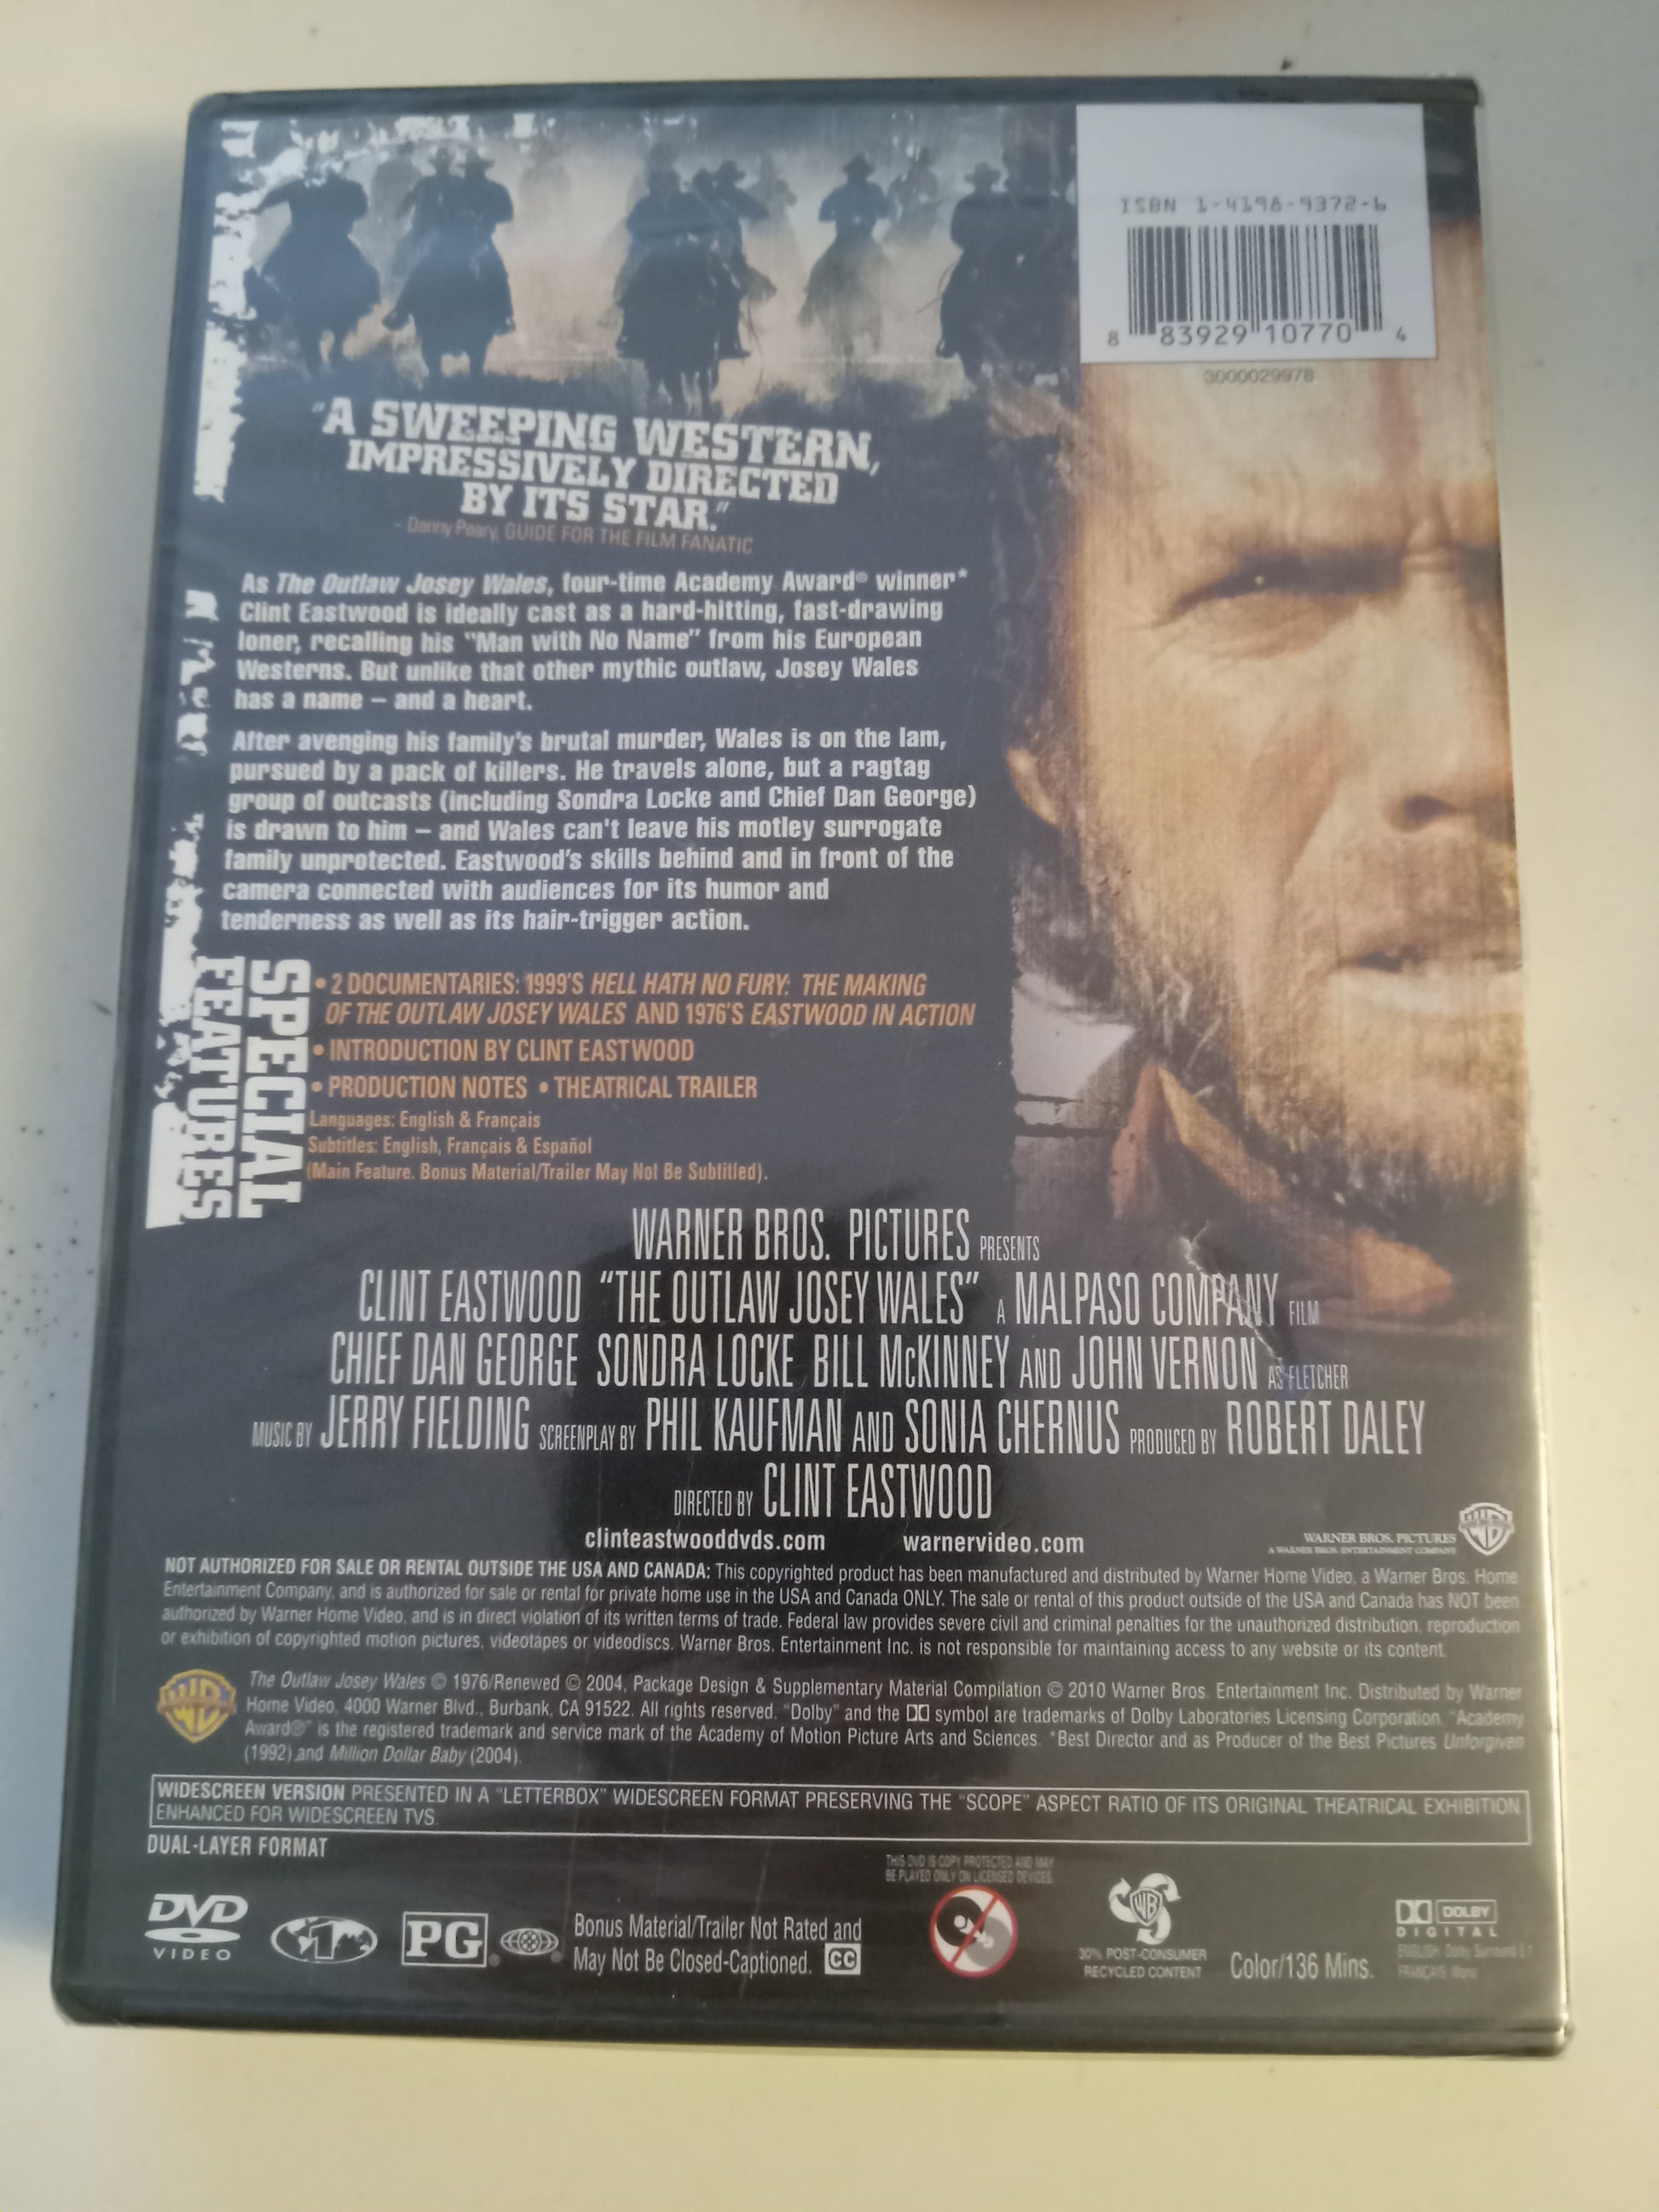 ISBN 1-4198-9372-6
8 83929 10770 4
3000029978
"A SWEEPING WESTERN,
IMPRESSIVELY DIRECTED
BY ITS STAR."
– Danny Peary, GUIDE FOR THE FILM FANATIC
As The Outlaw Josey Wales, four-time Academy Award® winner*
Clint Eastwood is ideally cast as a hard-hitting, fast-drawing
loner, recalling his "Man with No Name" from his European
Westerns. But unlike that other mythic outlaw, Josey Wales
has a name – and a heart.
After avenging his family's brutal murder, Wales is on the lam,
pursued by a pack of killers. He travels alone, but a ragtag
group of outcasts (including Sondra Locke and Chief Dan George)
is drawn to him – and Wales can't leave his motley surrogate
family unprotected. Eastwood's skills behind and in front of the
camera connected with audiences for its humor and
tenderness as well as its hair-trigger action.
SPECIAL
FEATURES
• 2 DOCUMENTARIES: 1999'S HELL HATH NO FURY: THE MAKING
OF THE OUTLAW JOSEY WALES AND 1976'S EASTWOOD IN ACTION
• INTRODUCTION BY CLINT EASTWOOD
• PRODUCTION NOTES • THEATRICAL TRAILER
Languages: English & Français
Subtitles: English, Français & Español
(Main Feature. Bonus Material/Trailer May Not Be Subtitled).
WARNER BROS. PICTURES PRESENTS
CLINT EASTWOOD "THE OUTLAW JOSEY WALES" A MALPASO COMPANY FILM
CHIEF DAN GEORGE SONDRA LOCKE BILL McKINNEY AND JOHN VERNON AS FLETCHER
MUSIC BY JERRY FIELDING SCREENPLAY BY PHIL KAUFMAN AND SONIA CHERNUS PRODUCED BY ROBERT DALEY
DIRECTED BY CLINT EASTWOOD
clinteastwooddvds.com warnervideo.com
WARNER BROS. PICTURES
A WARNER BROS. ENTERTAINMENT COMPANY
NOT AUTHORIZED FOR SALE OR RENTAL OUTSIDE THE USA AND CANADA: This copyrighted product has been manufactured and distributed by Warner Home Video, a Warner Bros. Home
Entertainment Company, and is authorized for sale or rental for private home use in the USA and Canada ONLY. The sale or rental of this product outside of the USA and Canada has NOT been
authorized by Warner Home Video, and is in direct violation of its written terms of trade. Federal law provides severe civil and criminal penalties for the unauthorized distribution, reproduction
or exhibition of copyrighted motion pictures, videotapes or videodiscs. Warner Bros. Entertainment Inc. is not responsible for maintaining access to any website or its content.
The Outlaw Josey Wales © 1976/Renewed © 2004, Package Design & Supplementary Material Compilation © 2010 Warner Bros. Entertainment Inc. Distributed by Warner
Home Video, 4000 Warner Blvd., Burbank, CA 91522. All rights reserved. "Dolby" and the DD symbol are trademarks of Dolby Laboratories Licensing Corporation. "Academy
Award®" is the registered trademark and service mark of the Academy of Motion Picture Arts and Sciences. *Best Director and as Producer of the Best Pictures Unforgiven
(1992) and Million Dollar Baby (2004).
WIDESCREEN VERSION PRESENTED IN A "LETTERBOX" WIDESCREEN FORMAT PRESERVING THE "SCOPE" ASPECT RATIO OF ITS ORIGINAL THEATRICAL EXHIBITION.
ENHANCED FOR WIDESCREEN TVS.
DUAL-LAYER FORMAT
THIS DVD IS COPY PROTECTED AND MAY
BE PLAYED ONLY ON LICENSED DEVICES.
DVD
VIDEO
1
PG
Bonus Material/Trailer Not Rated and
May Not Be Closed-Captioned. CC
30% POST-CONSUMER
RECYCLED CONTENT
Color/136 Mins.
DOLBY
DIGITAL
ENGLISH: Dolby Surround 5.1
FRANÇAIS: Mono